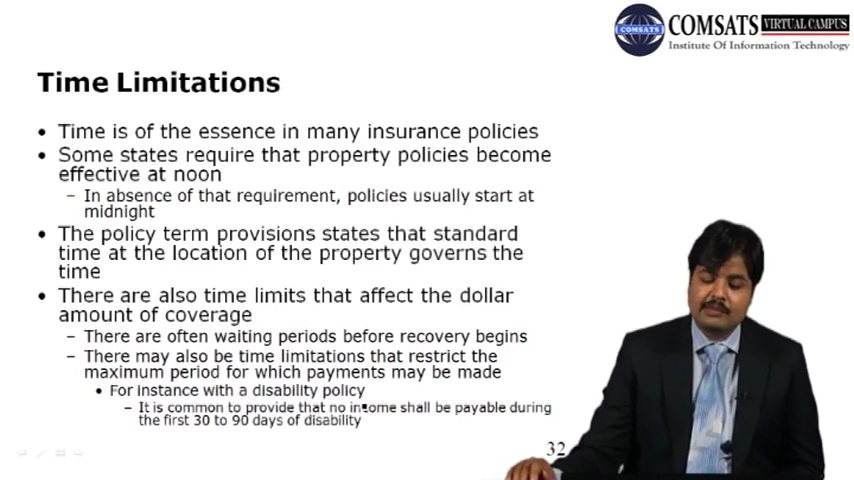 COMSATS VIRTUAL CAMPUS
COMSATS
Institute Of Information Technology
Time Limitations
• Time is of the essence in many insurance policies
• Some states require that property policies become
effective at noon
– In absence of that requirement, policies usually start at
midnight
• The policy term provisions states that standard
time at the location of the property governs the
time
• There are also time limits that affect the dollar
amount of coverage
– There are often waiting periods before recovery begins
– There may also be time limitations that restrict the
maximum period for which payments may be made
• For instance with a disability policy
– It is common to provide that no income shall be payable during
the first 30 to 90 days of disability
32